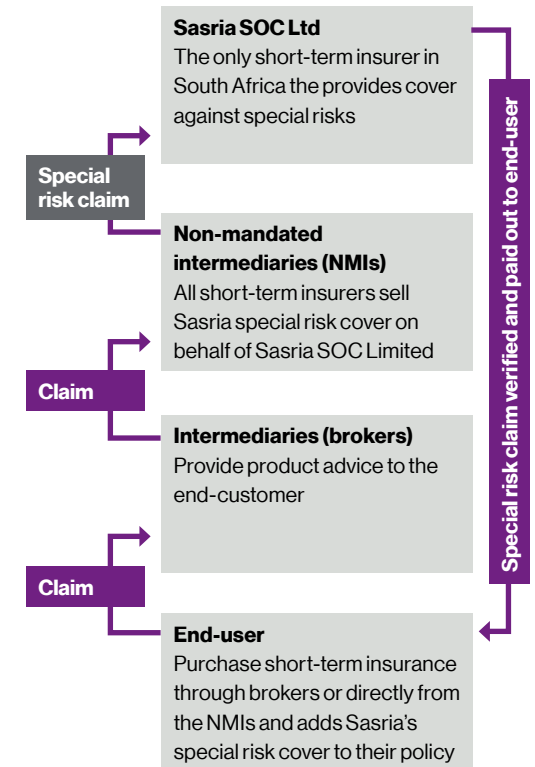 Sasria SOC Ltd
The only short-term insurer in
South Africa the provides cover
against special risks
Special
risk claim
Non-mandated
intermediaries (NMIs)
All short-term insurers sell
Sasria special risk cover on
behalf of Sasria SOC Limited
Claim
Intermediaries (brokers)
Provide product advice to the
end-customer
Claim
End-user
Purchase short-term insurance
through brokers or directly from
the NMIs and adds Sasria’s
special risk cover to their policy
Special risk claim verified and paid out to end-user